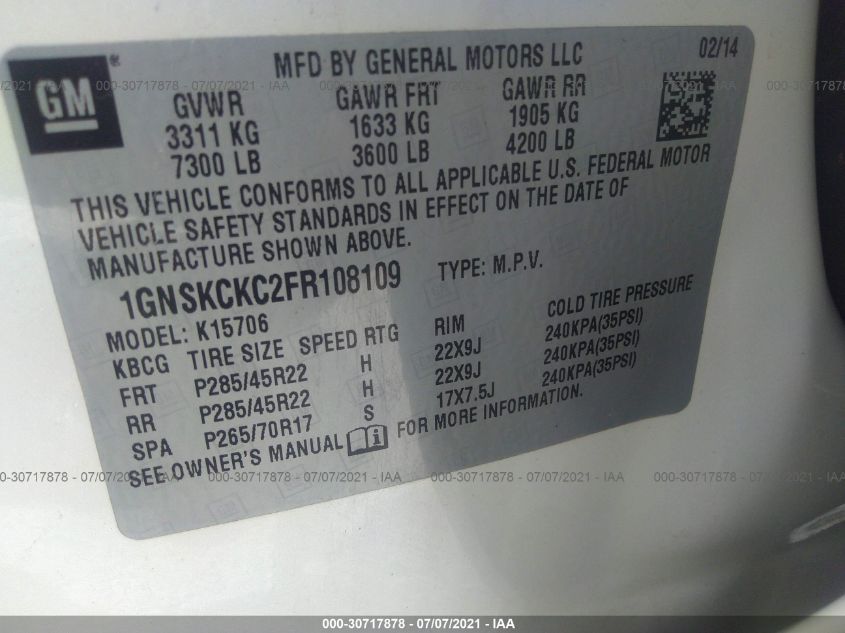 GM
MFD BY GENERAL MOTORS LLC
02/14
GVWR GAWR FRT GAWR RR
3311 KG 1633 KG 1905 KG
7300 LB 3600 LB 4200 LB
THIS VEHICLE CONFORMS TO ALL APPLICABLE U.S. FEDERAL MOTOR
VEHICLE SAFETY STANDARDS IN EFFECT ON THE DATE OF
MANUFACTURE SHOWN ABOVE.
1GNSKCKC2FR108109 TYPE: M.P.V.
MODEL: K15706
KBCG TIRE SIZE SPEED RTG RIM COLD TIRE PRESSURE
FRT P285/45R22 H 22X9J 240KPA(35PSI)
RR P285/45R22 H 22X9J 240KPA(35PSI)
SPA P265/70R17 S 17X7.5J 240KPA(35PSI)
SEE OWNER'S MANUAL FOR MORE INFORMATION.
000-30717878 - 07/07/2021 - IAA